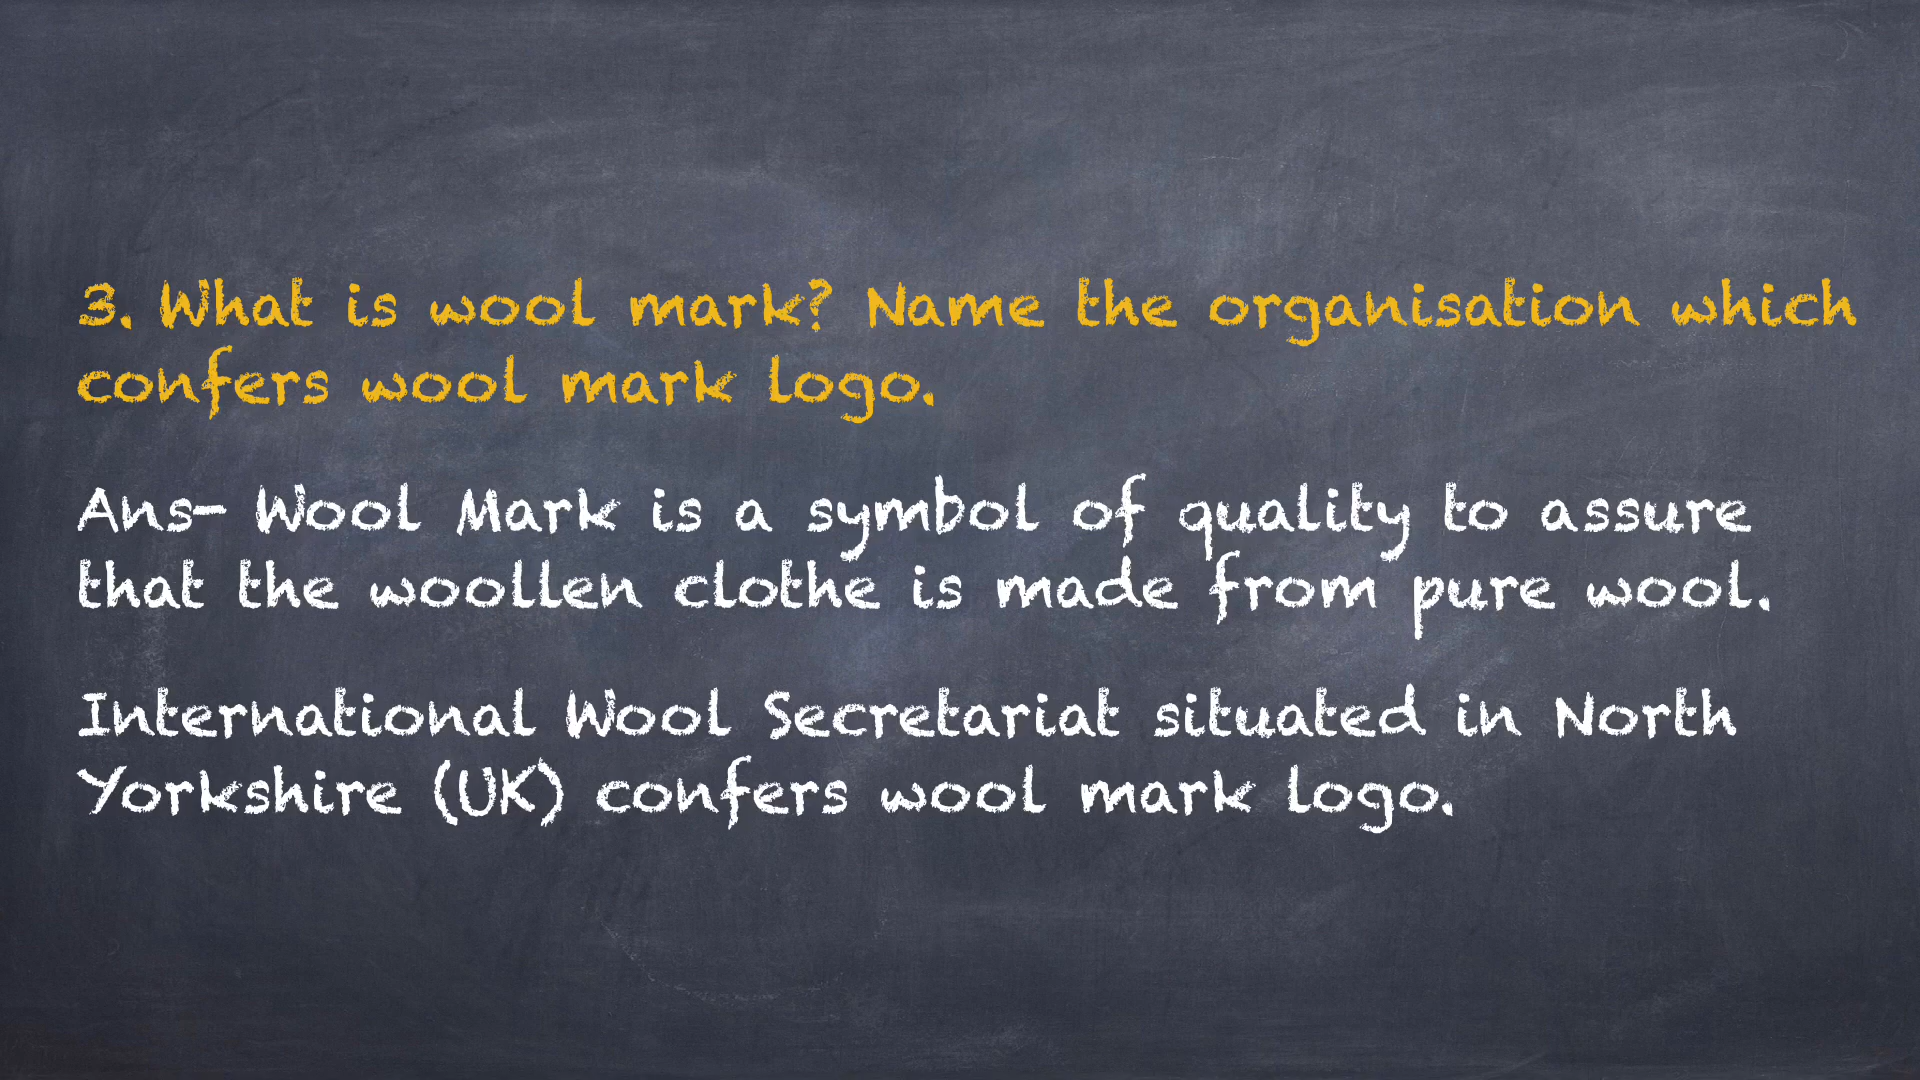 3. What is wool mark? Name the organisation which
confers wool mark logo.
Ans- Wool Mark is a symbol of quality to assure
that the woollen clothe is made from pure wool.
International Wool Secretariat situated in North
Yorkshire (UK) confers wool mark logo.